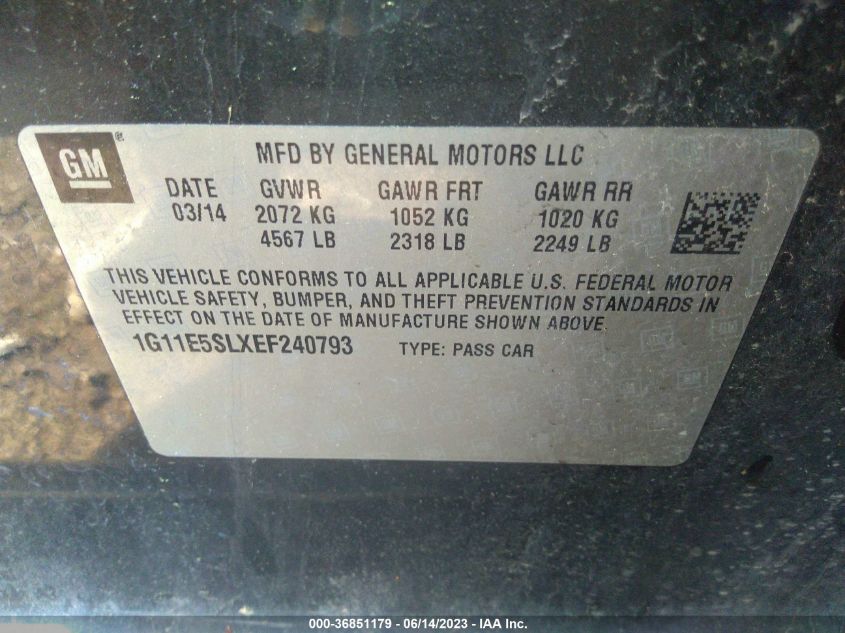 GM
MFD BY GENERAL MOTORS LLC
DATE GVWR GAWR FRT GAWR RR
03/14 2072 KG 1052 KG 1020 KG
4567 LB 2318 LB 2249 LB
THIS VEHICLE CONFORMS TO ALL APPLICABLE U.S. FEDERAL MOTOR
VEHICLE SAFETY, BUMPER, AND THEFT PREVENTION STANDARDS IN
EFFECT ON THE DATE OF MANUFACTURE SHOWN ABOVE.
1G11E5SLXEF240793 TYPE: PASS CAR
000-36851179 - 06/14/2023 - IAA Inc.